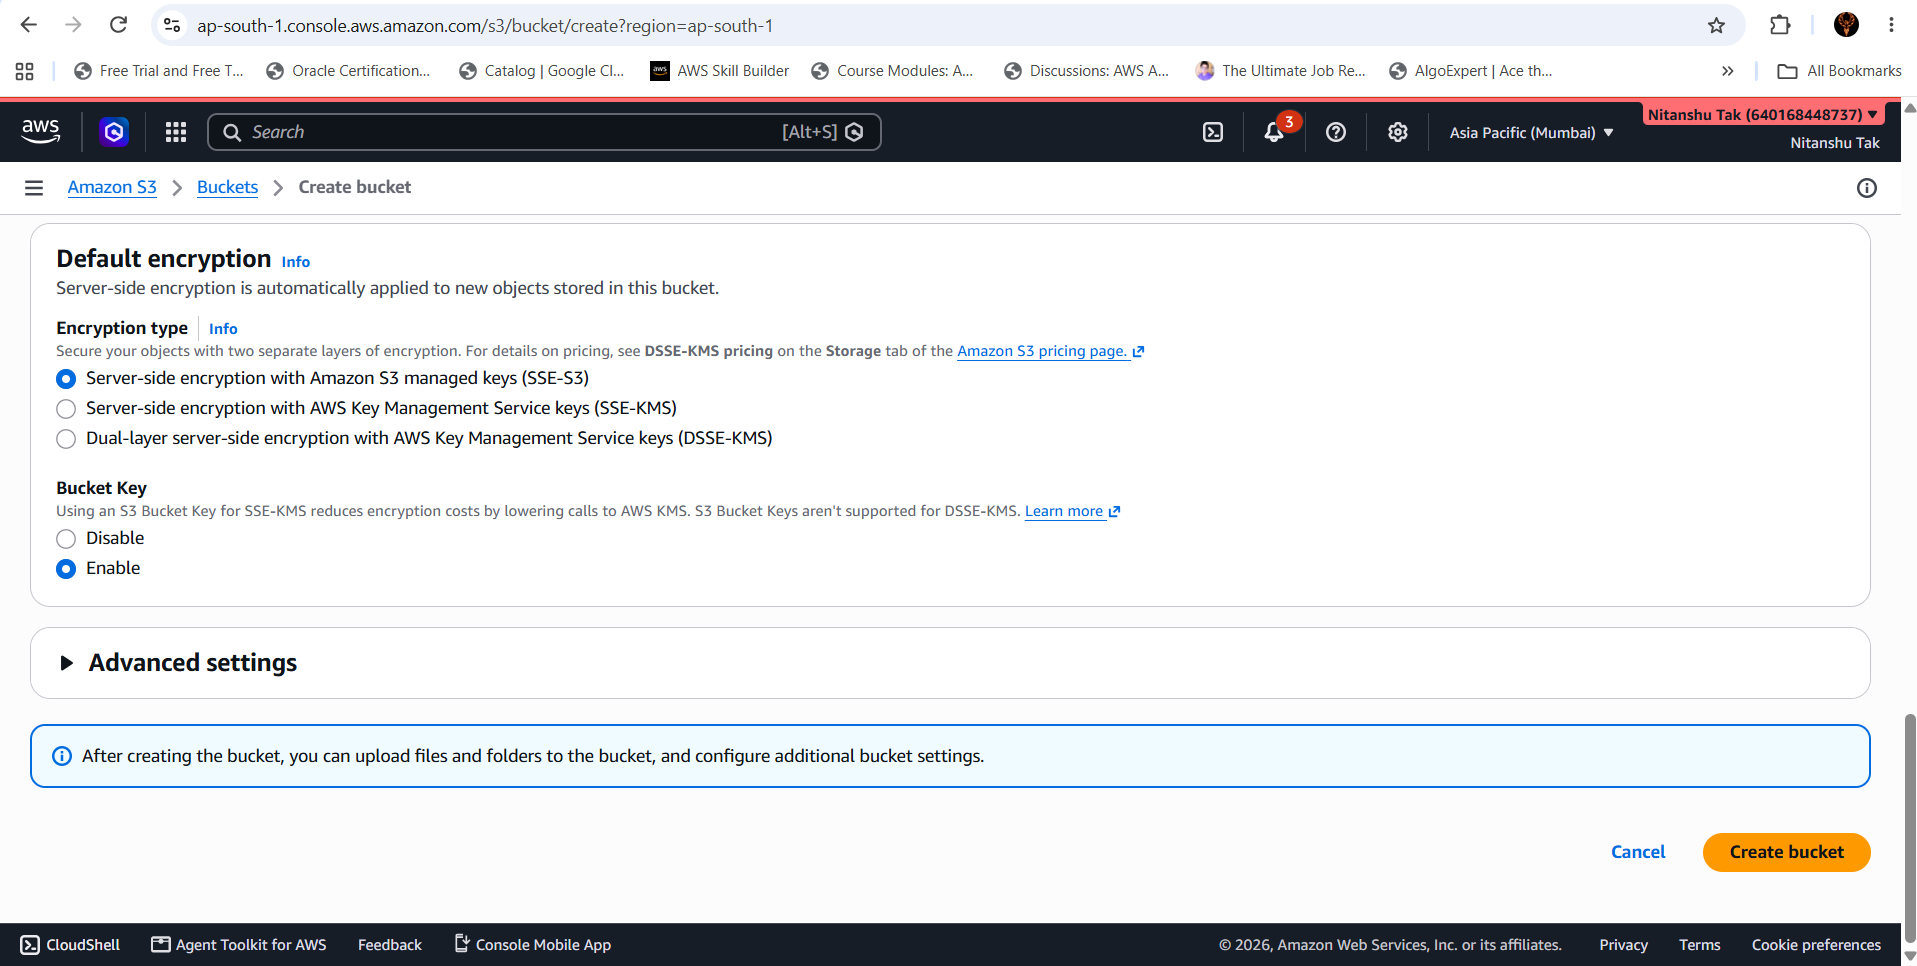 ap-south-1.console.aws.amazon.com/s3/bucket/create?region=ap-south-1
Free Trial and Free T... Oracle Certification... Catalog | Google Cl... aws AWS Skill Builder Course Modules: A... Discussions: AWS A... The Ultimate Job Re... AlgoExpert | Ace th... » All Bookmarks
aws Search [Alt+S] 3 Asia Pacific (Mumbai) Nitanshu Tak (640168448737)
Nitanshu Tak
Amazon S3 Buckets Create bucket
Default encryption Info
Server-side encryption is automatically applied to new objects stored in this bucket.
Encryption type Info
Secure your objects with two separate layers of encryption. For details on pricing, see DSSE-KMS pricing on the Storage tab of the Amazon S3 pricing page.
Server-side encryption with Amazon S3 managed keys (SSE-S3)
Server-side encryption with AWS Key Management Service keys (SSE-KMS)
Dual-layer server-side encryption with AWS Key Management Service keys (DSSE-KMS)
Bucket Key
Using an S3 Bucket Key for SSE-KMS reduces encryption costs by lowering calls to AWS KMS. S3 Bucket Keys aren't supported for DSSE-KMS. Learn more
Disable
Enable
Advanced settings
After creating the bucket, you can upload files and folders to the bucket, and configure additional bucket settings.
Cancel Create bucket
CloudShell Agent Toolkit for AWS Feedback Console Mobile App © 2026, Amazon Web Services, Inc. or its affiliates. Privacy Terms Cookie preferences